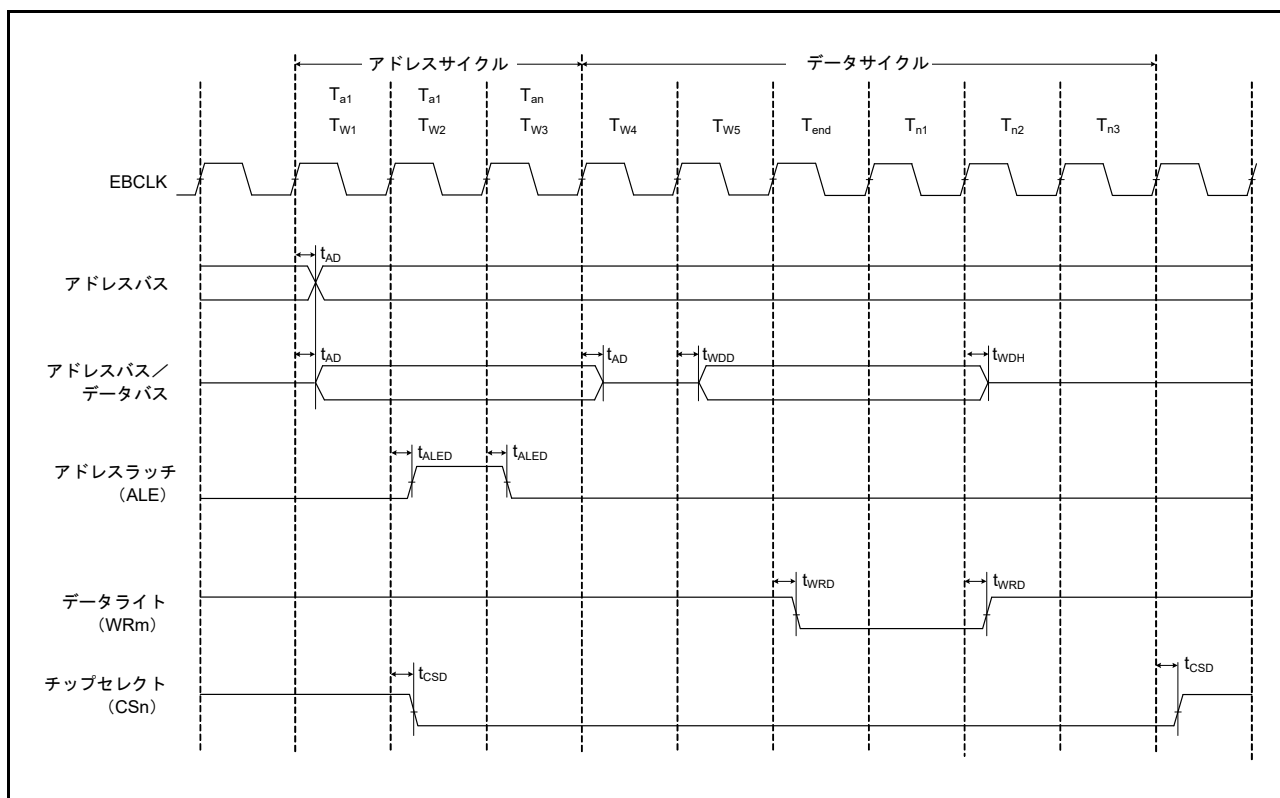 アドレスサイクル データサイクル
Ta1 Ta1 Tan
TW1 TW2 TW3 TW4 TW5 Tend Tn1 Tn2 Tn3
EBCLK
tAD
アドレスバス
tAD tAD tWDD tWDH
アドレスバス／
データバス
tALED tALED
アドレスラッチ
（ALE）
tWRD tWRD
データライト
（WRm）
tCSD tCSD
チップセレクト
（CSn）